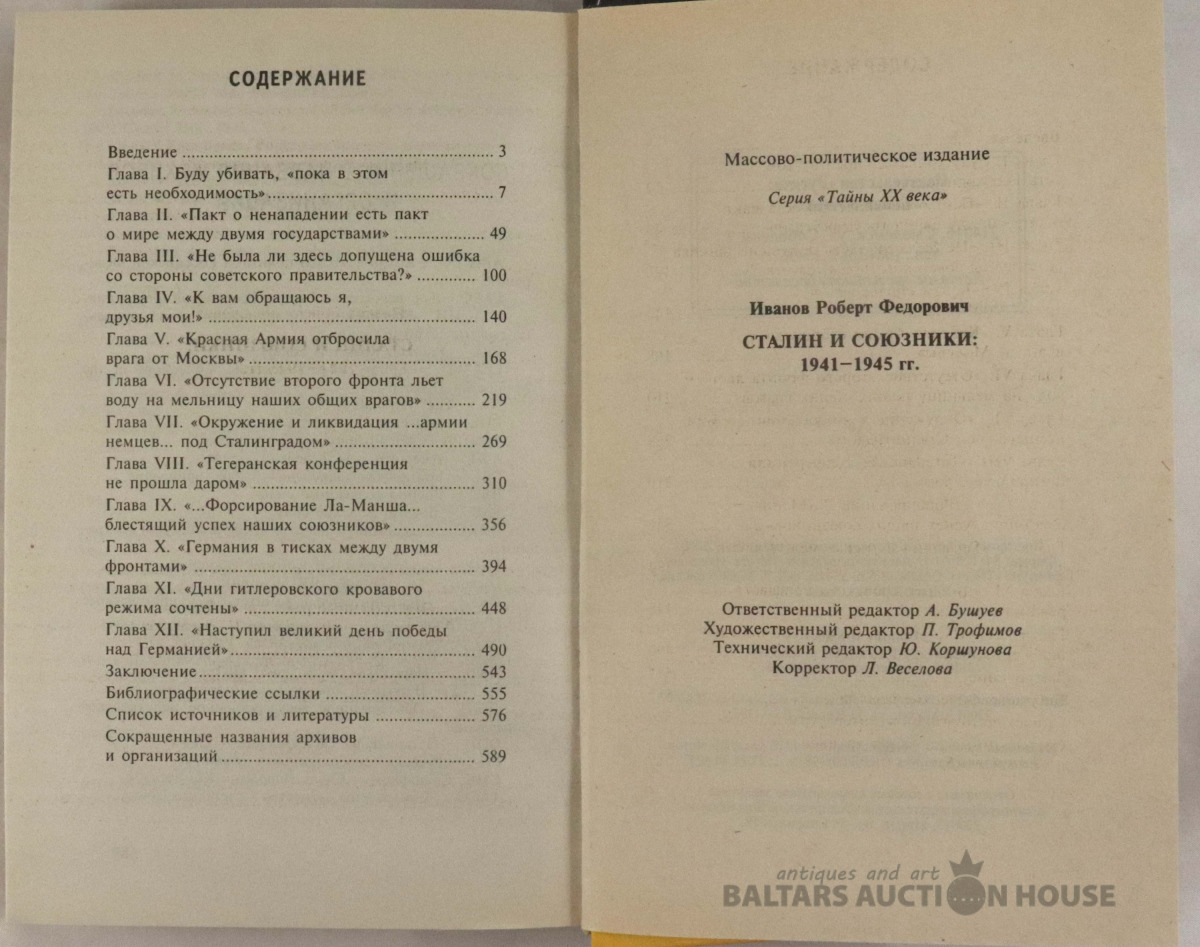 СОДЕРЖАНИЕ
Введение ........ 3
Глава I. Буду убивать, «пока в этом
есть необходимость» ........ 7
Глава II. «Пакт о ненападении есть пакт
о мире между двумя государствами» ........ 49
Глава III. «Не была ли здесь допущена ошибка
со стороны советского правительства?» ........ 100
Глава IV. «К вам обращаюсь я,
друзья мои!» ........ 140
Глава V. «Красная Армия отбросила
врага от Москвы» ........ 168
Глава VI. «Отсутствие второго фронта льет
воду на мельницу наших общих врагов» ........ 219
Глава VII. «Окружение и ликвидация ...армии
немцев... под Сталинградом» ........ 269
Глава VIII. «Тегеранская конференция
не прошла даром» ........ 310
Глава IX. «...Форсирование Ла-Манша...
блестящий успех наших союзников» ........ 356
Глава X. «Германия в тисках между двумя
фронтами» ........ 394
Глава XI. «Дни гитлеровского кровавого
режима сочтены» ........ 448
Глава XII. «Наступил великий день победы
над Германией» ........ 490
Заключение ........ 543
Библиографические ссылки ........ 555
Список источников и литературы ........ 576
Сокращенные названия архивов
и организаций ........ 589
Массово-политическое издание
Серия «Тайны XX века»
Иванов Роберт Федорович
СТАЛИН И СОЮЗНИКИ:
1941—1945 гг.
Ответственный редактор А. Бушуев
Художественный редактор П. Трофимов
Технический редактор Ю. Коршунова
Корректор Л. Веселова
antiques and art
BALTARS AUCTION HOUSE